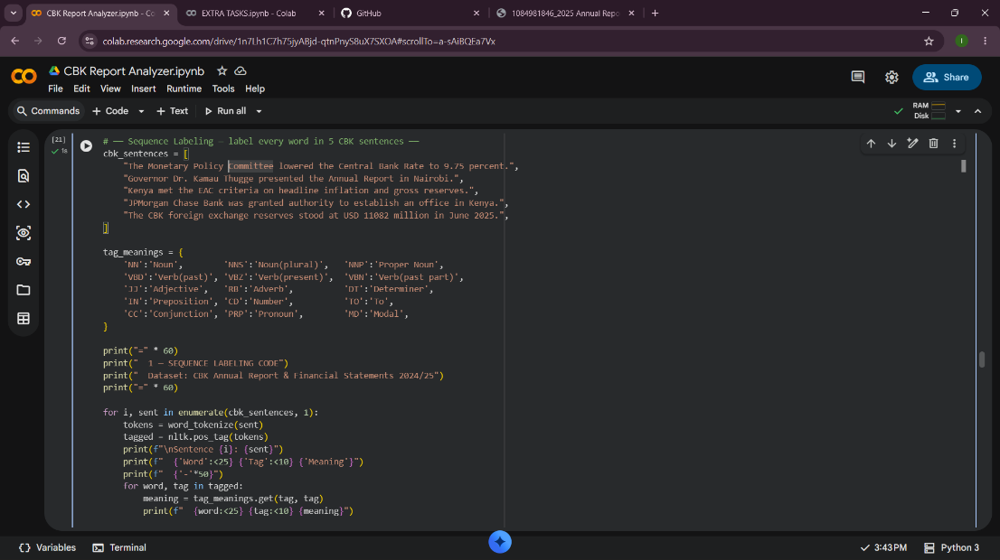 CBK Report Analyzer.ipynb - Co
EXTRA TASKS.ipynb - Colab
GitHub
1084981846_2025 Annual Repo
colab.research.google.com/drive/1n7Lh1C7h75jyABjd-qtnPnyS8uX7SXOA#scrollTo=a-sAiBQEa7Vx
I
CBK Report Analyzer.ipynb
File Edit View Insert Runtime Tools Help
Share
Commands + Code + Text Run all
RAM
Disk
[21]
1s
# —— Sequence Labeling — label every word in 5 CBK sentences ——
cbk_sentences = [
    "The Monetary Policy Committee lowered the Central Bank Rate to 9.75 percent.",
    "Governor Dr. Kamau Thugge presented the Annual Report in Nairobi.",
    "Kenya met the EAC criteria on headline inflation and gross reserves.",
    "JPMorgan Chase Bank was granted authority to establish an office in Kenya.",
    "The CBK foreign exchange reserves stood at USD 11082 million in June 2025.",
]
tag_meanings = {
    'NN':'Noun',        'NNS':'Noun(plural)',   'NNP':'Proper Noun',
    'VBD':'Verb(past)', 'VBZ':'Verb(present)',  'VBN':'Verb(past part)',
    'JJ':'Adjective',   'RB':'Adverb',          'DT':'Determiner',
    'IN':'Preposition', 'CD':'Number',          'TO':'To',
    'CC':'Conjunction', 'PRP':'Pronoun',        'MD':'Modal',
}
print("=" * 60)
print("  1 — SEQUENCE LABELING CODE")
print("  Dataset: CBK Annual Report & Financial Statements 2024/25")
print("=" * 60)
for i, sent in enumerate(cbk_sentences, 1):
    tokens = word_tokenize(sent)
    tagged = nltk.pos_tag(tokens)
    print(f"\nSentence {i}: {sent}")
    print(f"  {'Word':<25} {'Tag':<10} {'Meaning'}")
    print(f"  {'-'*50}")
    for word, tag in tagged:
        meaning = tag_meanings.get(tag, tag)
        print(f"  {word:<25} {tag:<10} {meaning}")
Variables Terminal
3:43 PM Python 3